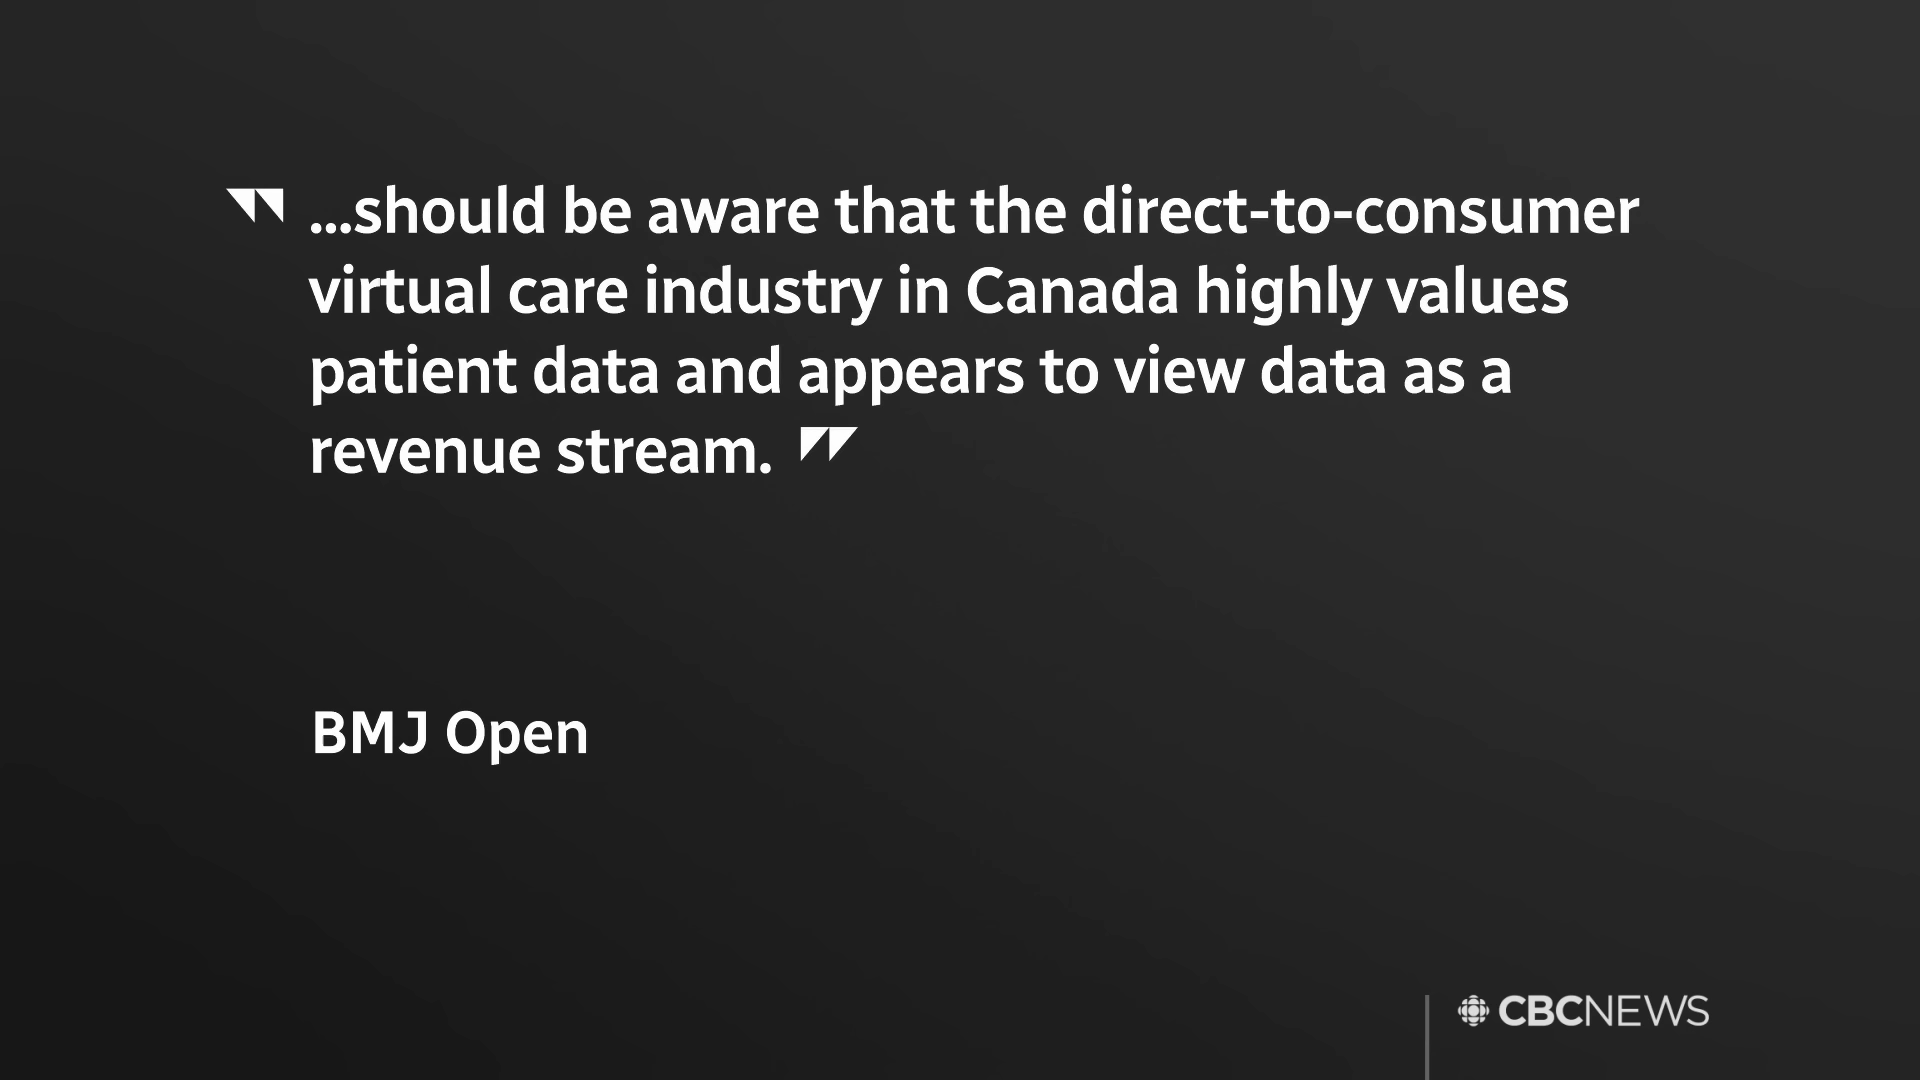 "...should be aware that the direct-to-consumer
virtual care industry in Canada highly values
patient data and appears to view data as a
revenue stream."
BMJ Open
CBCNEWS